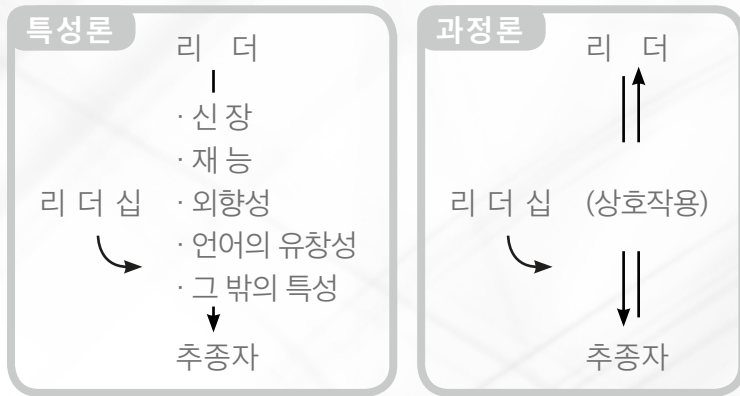 특성론
리 더
· 신 장
· 재 능
리 더 십 · 외향성
· 언어의 유창성
· 그 밖의 특성
추종자
과정론
리 더
리 더 십 (상호작용)
추종자